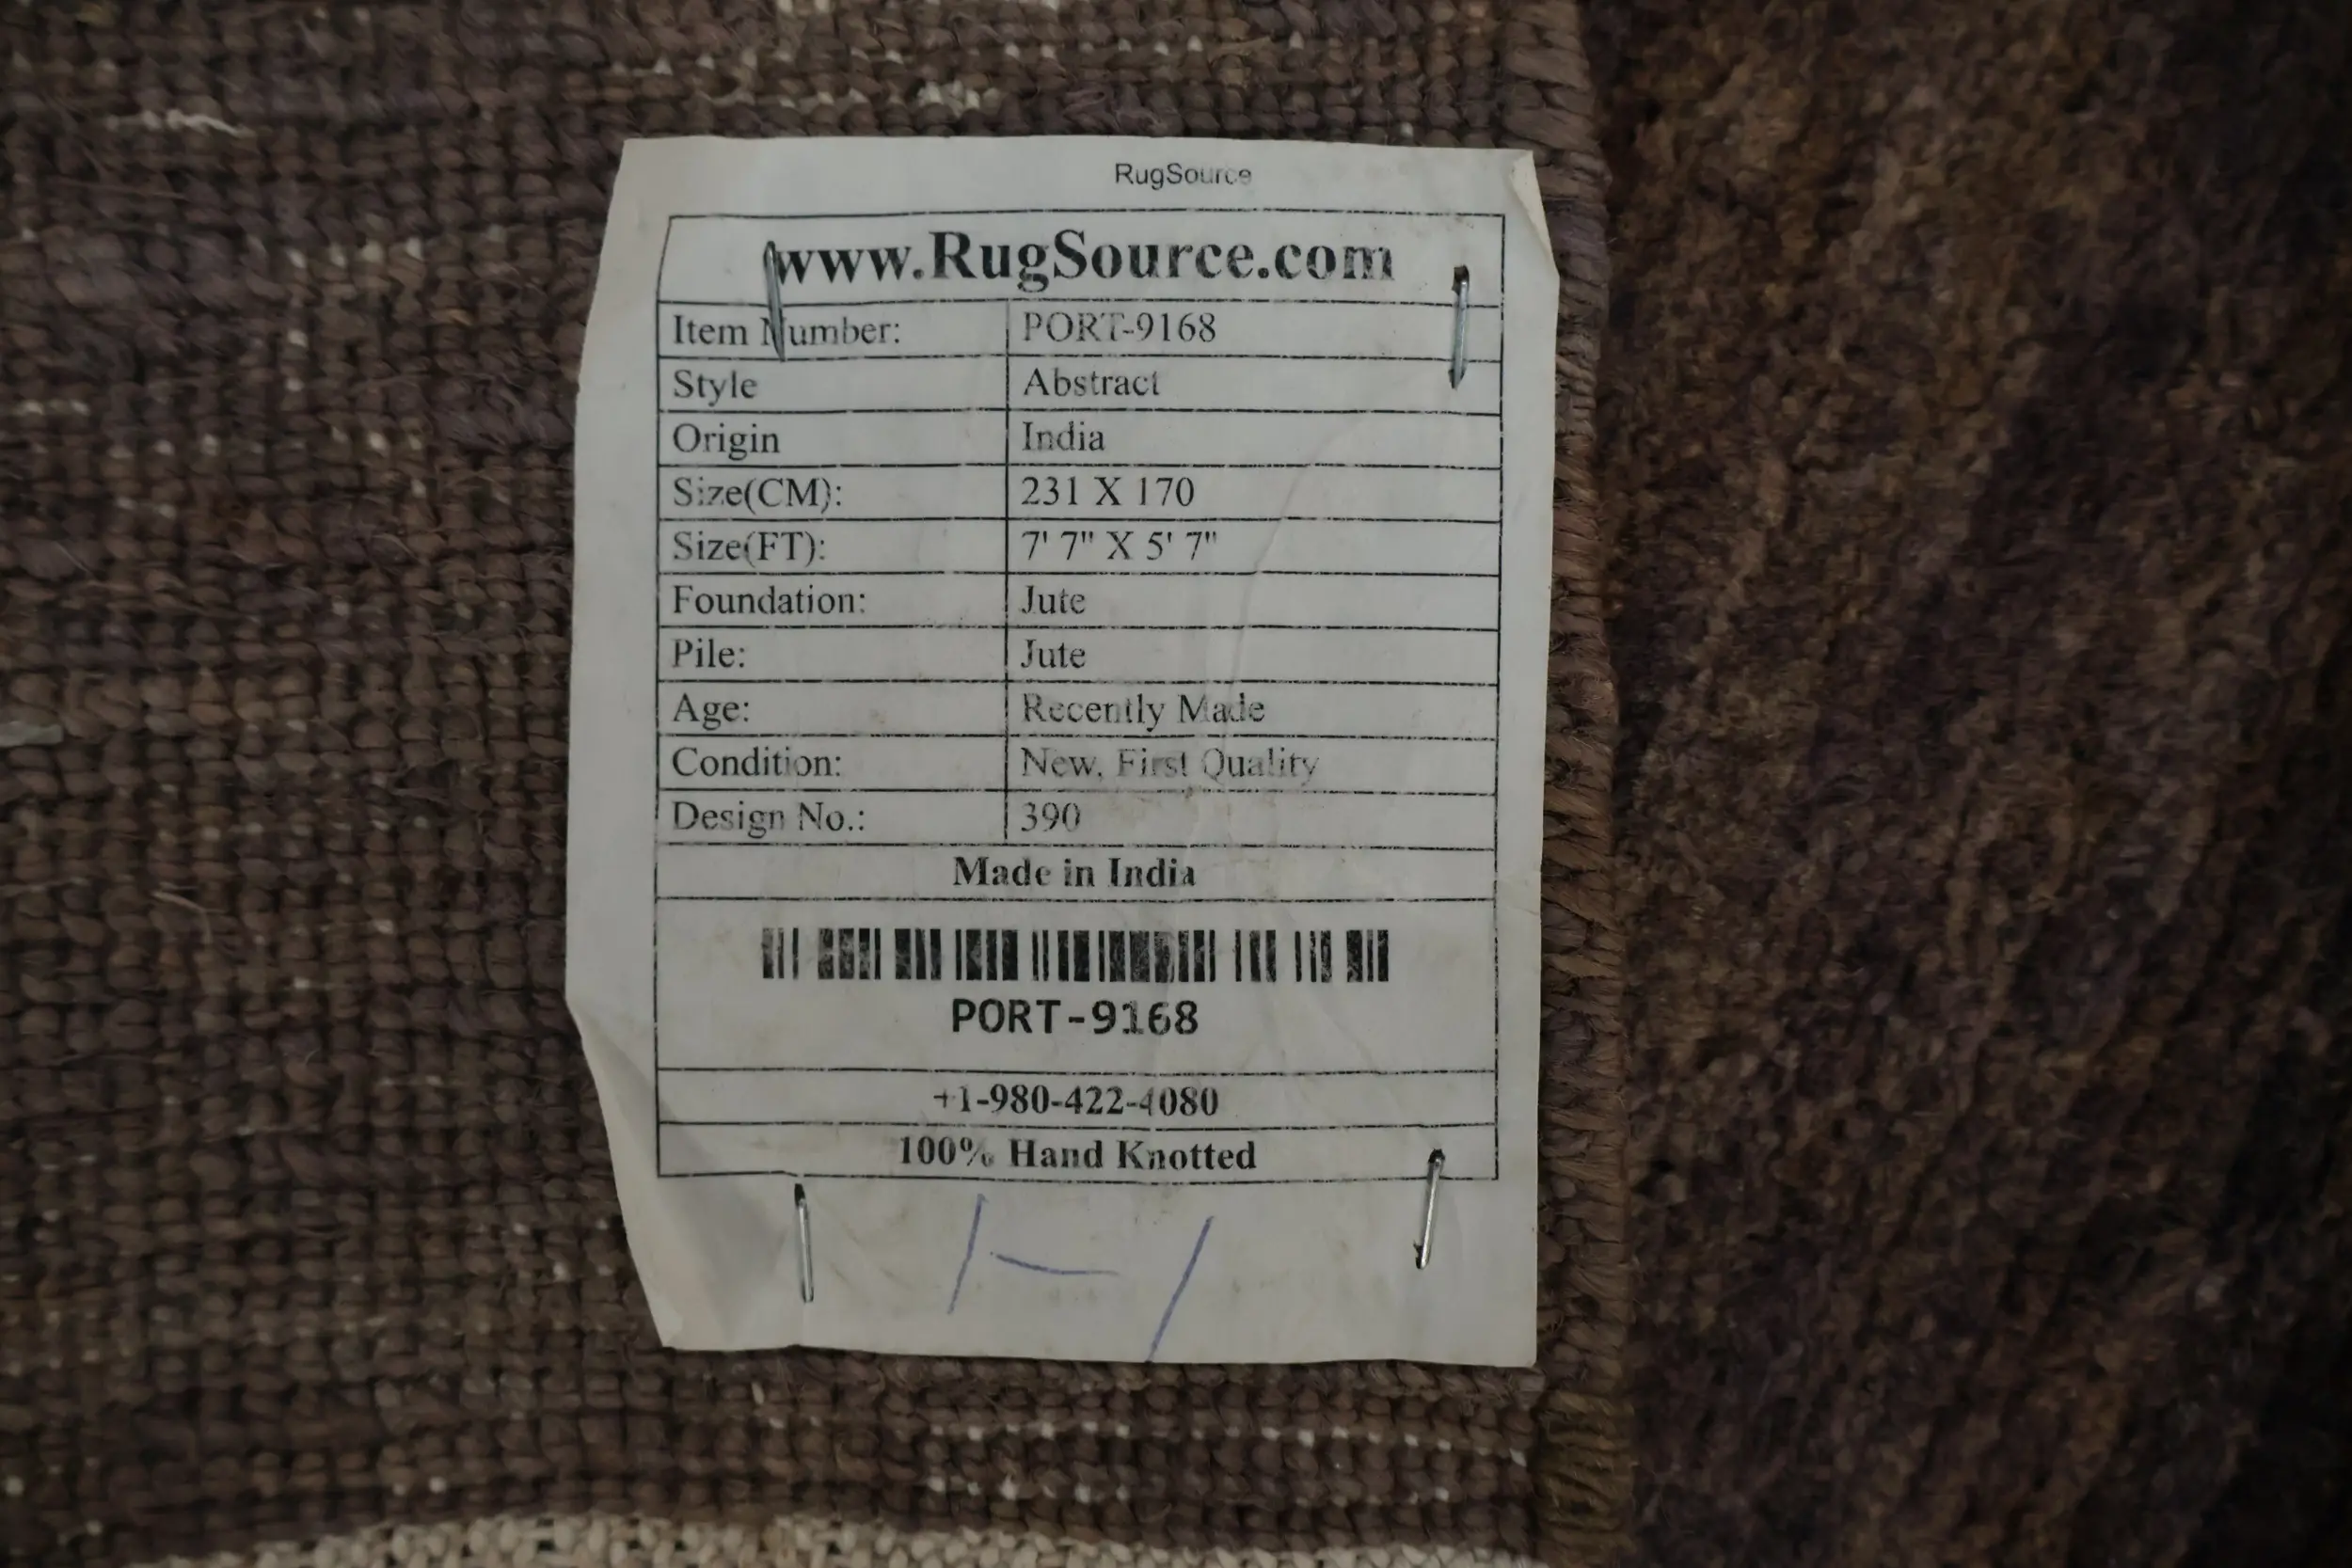 RugSource
www.RugSource.com
Item Number: PORT-9168
Style Abstract
Origin India
Size(CM): 231 X 170
Size(FT): 7' 7" X 5' 7"
Foundation: Jute
Pile: Jute
Age: Recently Made
Condition: New, First Quality
Design No.: 390
Made in India
PORT-9168
+1-980-422-4080
100% Hand Knotted